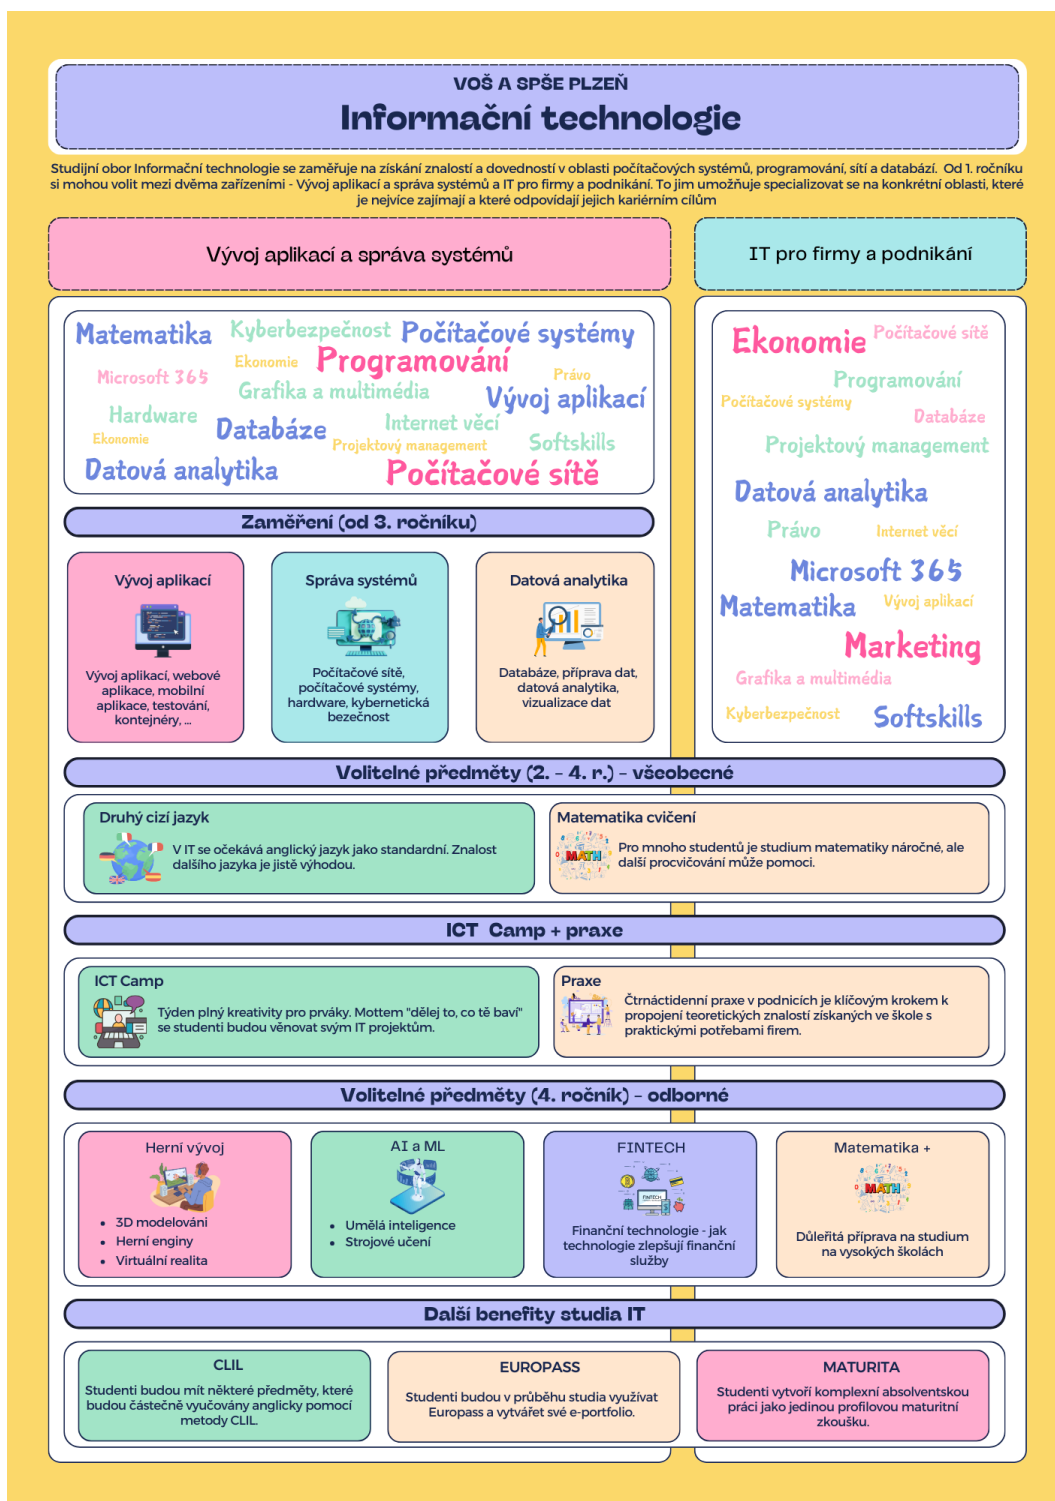 VOŠ A SPŠE PLZEŇ
Informační technologie
Studijní obor Informační technologie se zaměřuje na získání znalostí a dovedností v oblasti počítačových systémů, programování, sítí a databází. Od 1. ročníku
si mohou volit mezi dvěma zařízeními - Vývoj aplikací a správa systémů a IT pro firmy a podnikání. To jim umožňuje specializovat se na konkrétní oblasti, které
je nejvíce zajímají a které odpovídají jejich kariérním cílům
Vývoj aplikací a správa systémů
Matematika
Kyberbezpečnost
Počítačové systémy
Ekonomie
Programování
Microsoft 365
Právo
Grafika a multimédia
Vývoj aplikací
Hardware
Databáze
Internet věcí
Ekonomie
Projektový management
Softskills
Datová analytika
Počítačové sítě
IT pro firmy a podnikání
Ekonomie
Počítačové sítě
Programování
Počítačové systémy
Databáze
Projektový management
Datová analytika
Právo
Internet věcí
Microsoft 365
Matematika
Vývoj aplikací
Marketing
Grafika a multimédia
Kyberbezpečnost
Softskills
Zaměření (od 3. ročníku)
Vývoj aplikací
Vývoj aplikací, webové
aplikace, mobilní
aplikace, testování,
kontejnéry, ...
Správa systémů
Počítačové sítě,
počítačové systémy,
hardware, kybernetická
bezečnost
Datová analytika
Databáze, příprava dat,
datová analytika,
vizualizace dat
Volitelné předměty (2. – 4. r.) – všeobecné
Druhý cizí jazyk
V IT se očekává anglický jazyk jako standardní. Znalost
dalšího jazyka je jistě výhodou.
Matematika cvičení
MATH
Pro mnoho studentů je studium matematiky náročné, ale
další procvičování může pomoci.
ICT Camp + praxe
ICT Camp
Týden plný kreativity pro prváky. Mottem "dělej to, co tě baví"
se studenti budou věnovat svým IT projektům.
Praxe
Čtrnáctidenní praxe v podnicích je klíčovým krokem k
propojení teoretických znalostí získaných ve škole s
praktickými potřebami firem.
Volitelné předměty (4. ročník) – odborné
Herní vývoj
• 3D modelováni
• Herní enginy
• Virtuální realita
AI a ML
• Umělá inteligence
• Strojové učení
FINTECH
FINTECH
Finanční technologie - jak
technologie zlepšují finanční
služby
Matematika +
MATH
Důleřitá příprava na studium
na vysokých školách
Další benefity studia IT
CLIL
Studenti budou mít některé předměty, které
budou částečně vyučovány anglicky pomocí
metody CLIL.
EUROPASS
Studenti budou v průběhu studia využívat
Europass a vytvářet své e-portfolio.
MATURITA
Studenti vytvoří komplexní absolventskou
práci jako jedinou profilovou maturitní
zkoušku.